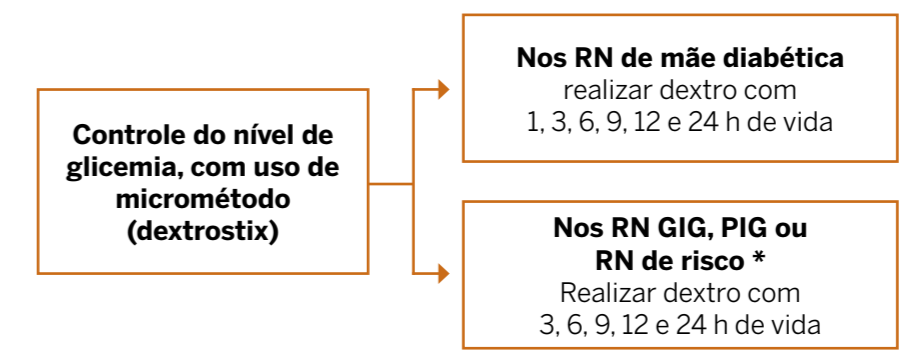 Controle do nível de
glicemia, com uso de
micrométodo
(dextrostix)
Nos RN de mãe diabética
realizar dextro com
1, 3, 6, 9, 12 e 24 h de vida
Nos RN GIG, PIG ou
RN de risco *
Realizar dextro com
3, 6, 9, 12 e 24 h de vida